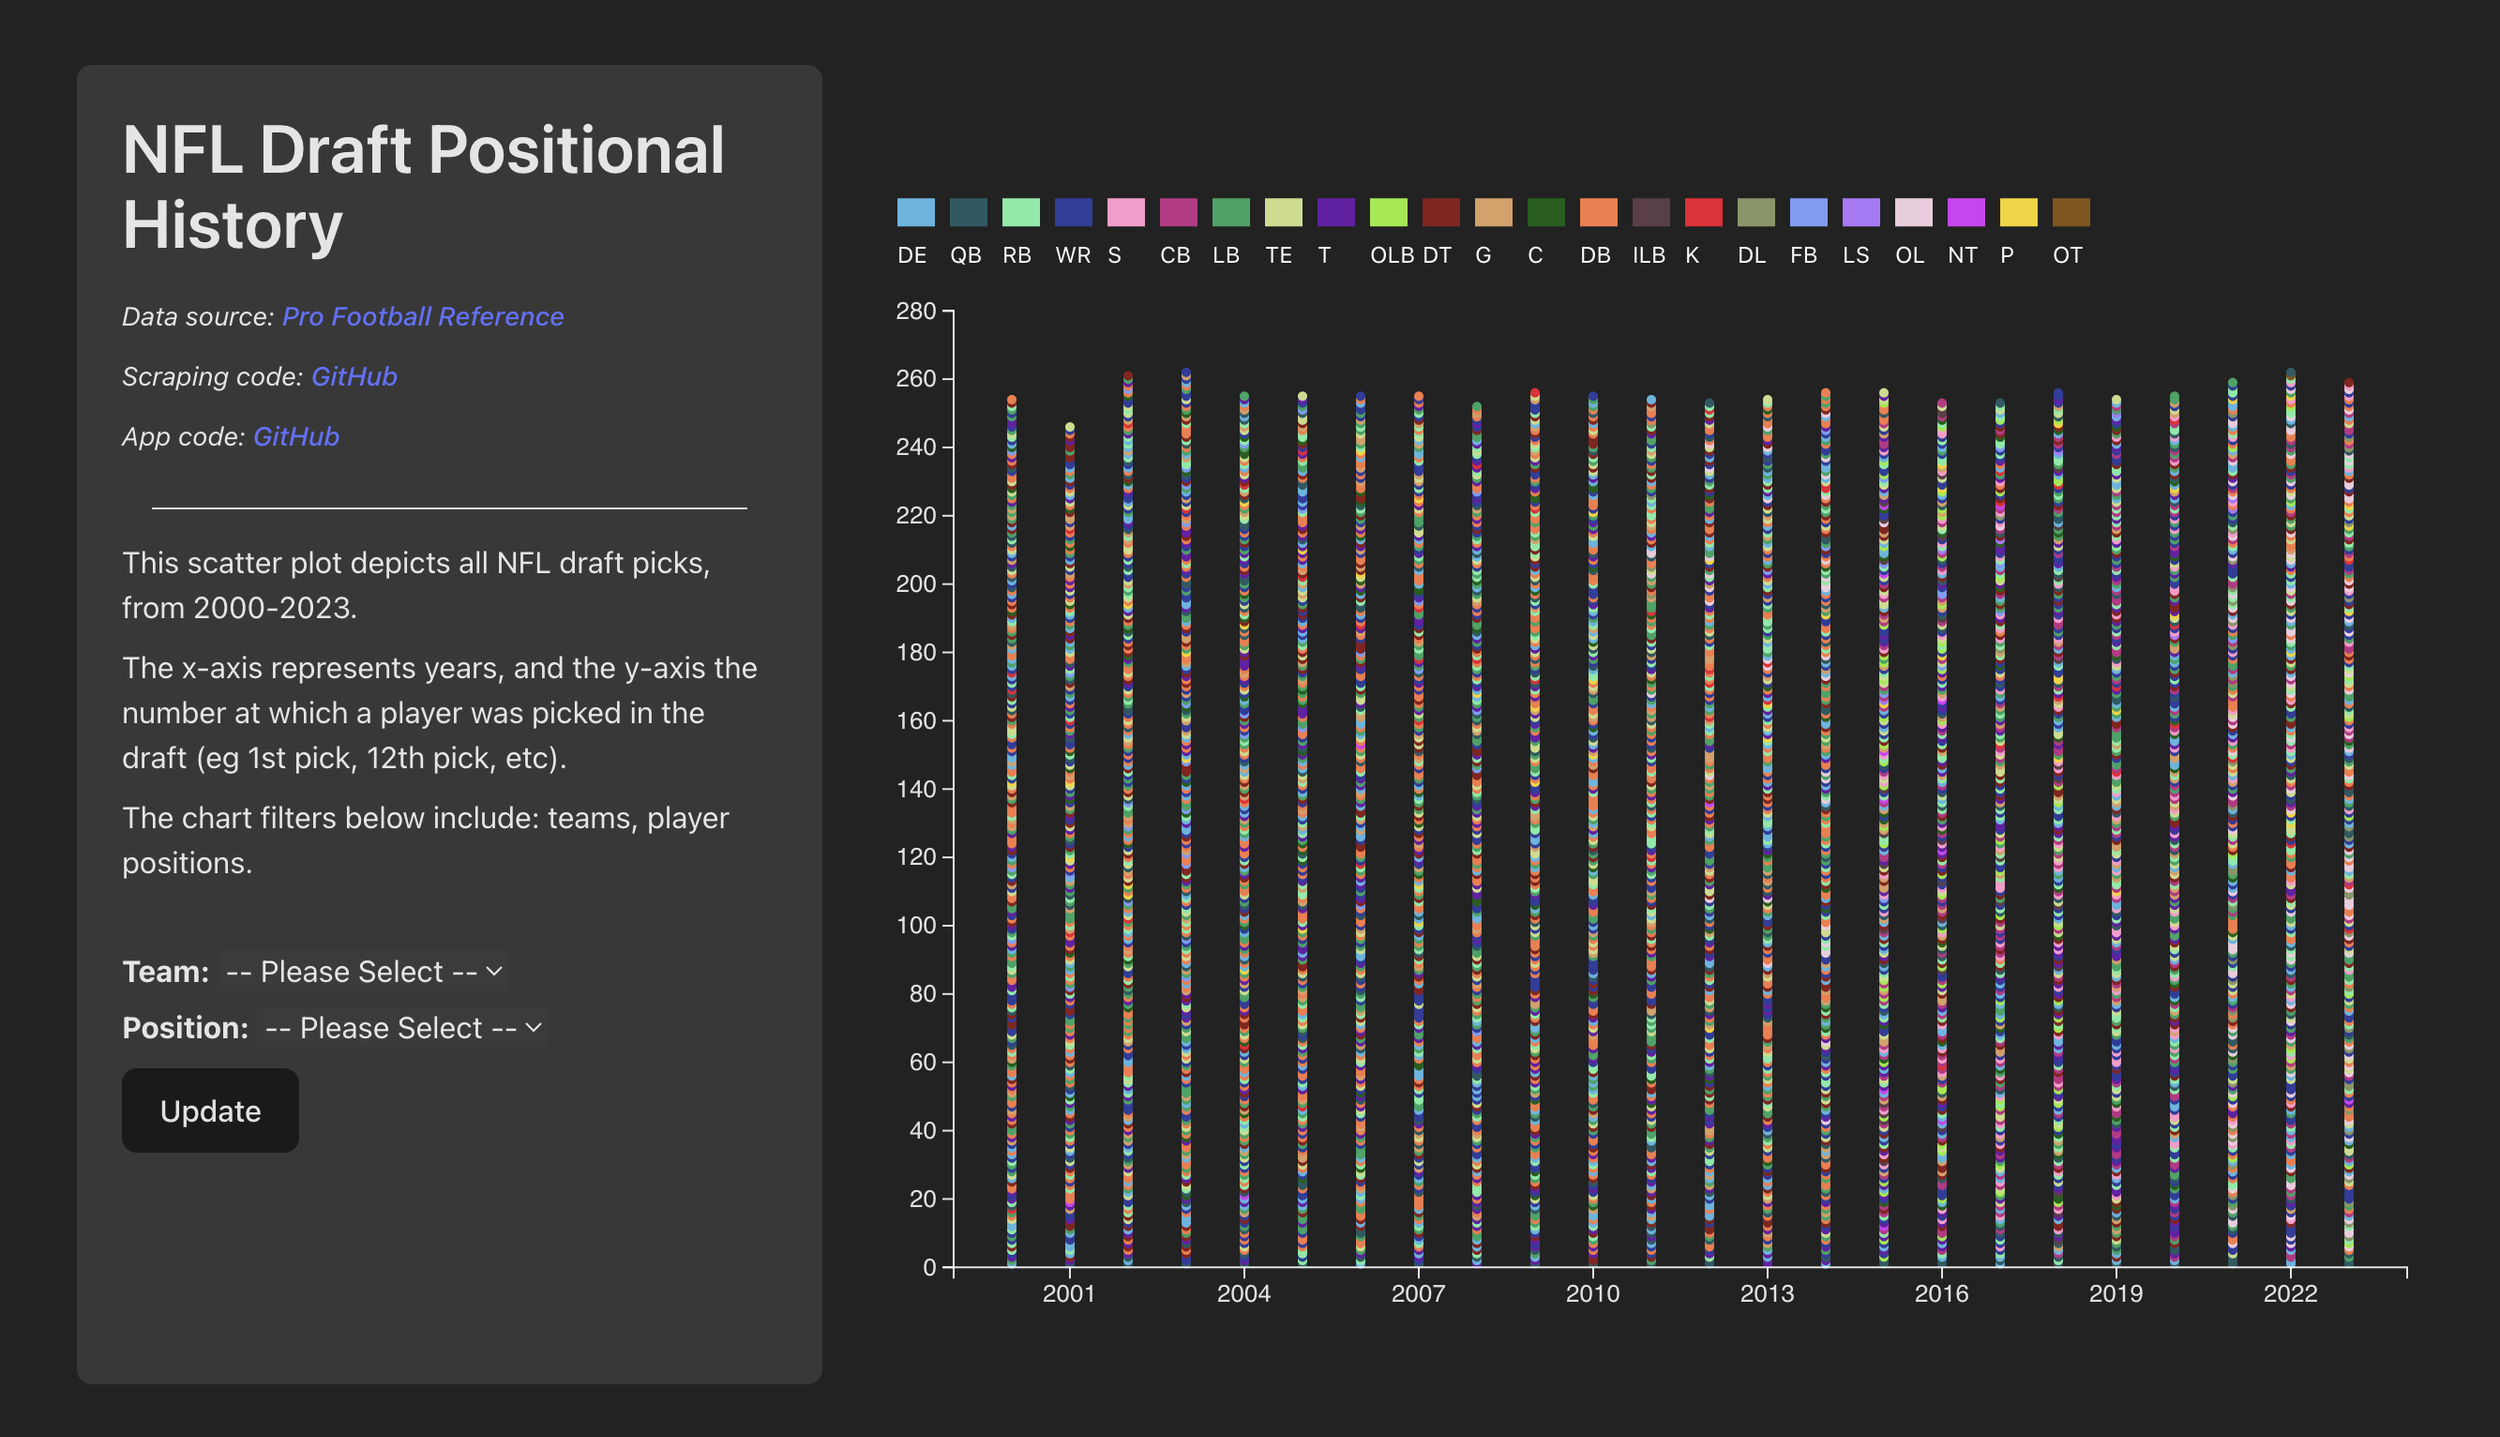 NFL Draft Positional
History
Data source: Pro Football Reference
Scraping code: GitHub
App code: GitHub
This scatter plot depicts all NFL draft picks,
from 2000-2023.
The x-axis represents years, and the y-axis the
number at which a player was picked in the
draft (eg 1st pick, 12th pick, etc).
The chart filters below include: teams, player
positions.
Team: -- Please Select --
Position: -- Please Select --
Update
DE QB RB WR S CB LB TE T OLB DT G C DB ILB K DL FB LS OL NT P OT
280
260
240
220
200
180
160
140
120
100
80
60
40
20
0
2001 2004 2007 2010 2013 2016 2019 2022